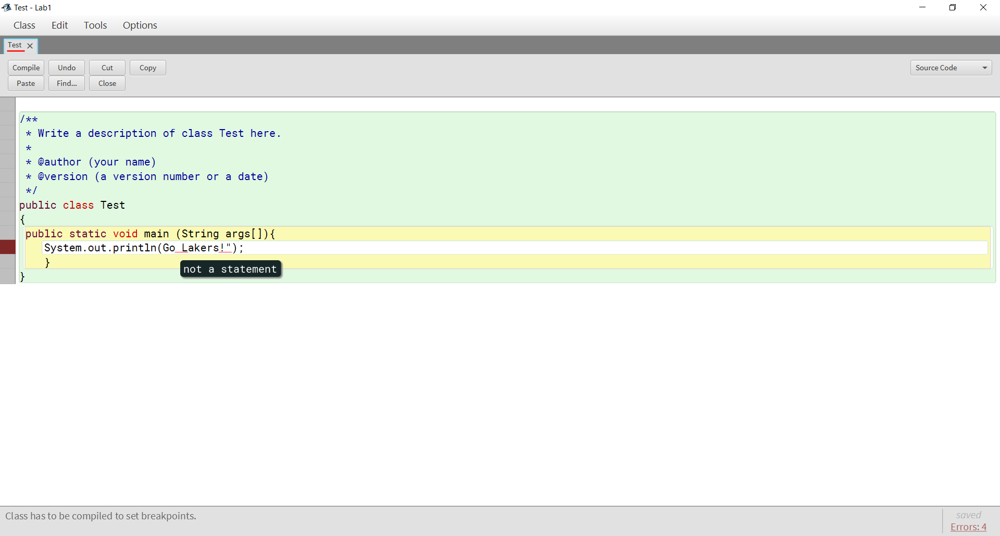 Test - Lab1
Class Edit Tools Options
Test
Compile Undo Cut Copy Source Code
Paste Find... Close
/**
* Write a description of class Test here.
*
* @author (your name)
* @version (a version number or a date)
*/
public class Test
{
public static void main (String args[]){
System.out.println(Go Lakers!");
}
not a statement
}
Class has to be compiled to set breakpoints.
saved
Errors: 4